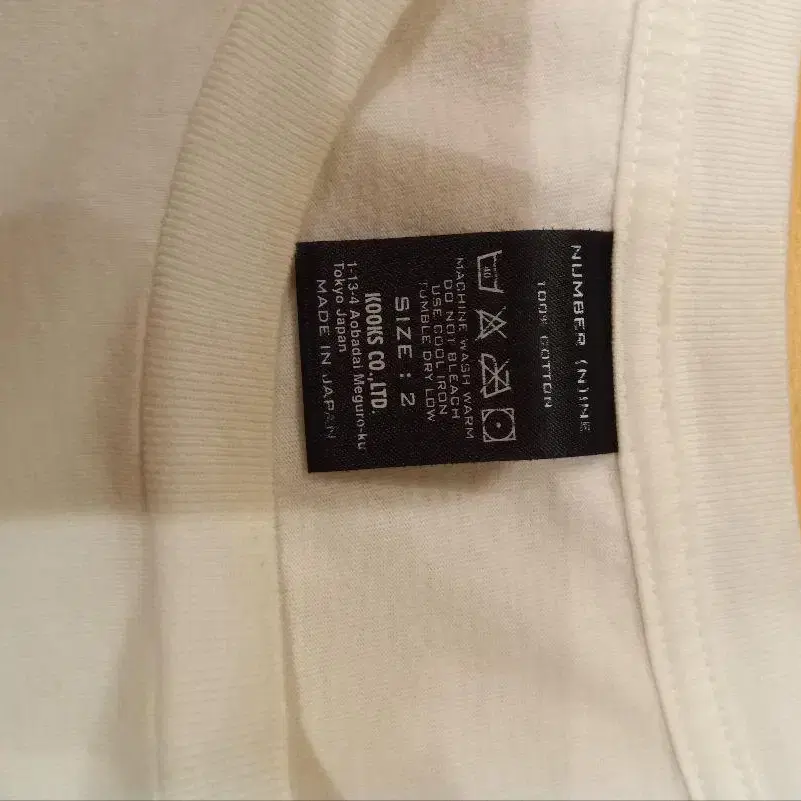 NUMBER (N)INE
100% COTTON
40
MACHINE WASH WARM
DO NOT BLEACH
USE COOL IRON
TUMBLE DRY LOW
SIZE : 2
KOOKS CO.,LTD.
1-13-4 Aobadai Meguro-ku
Tokyo Japan
MADE IN JAPAN